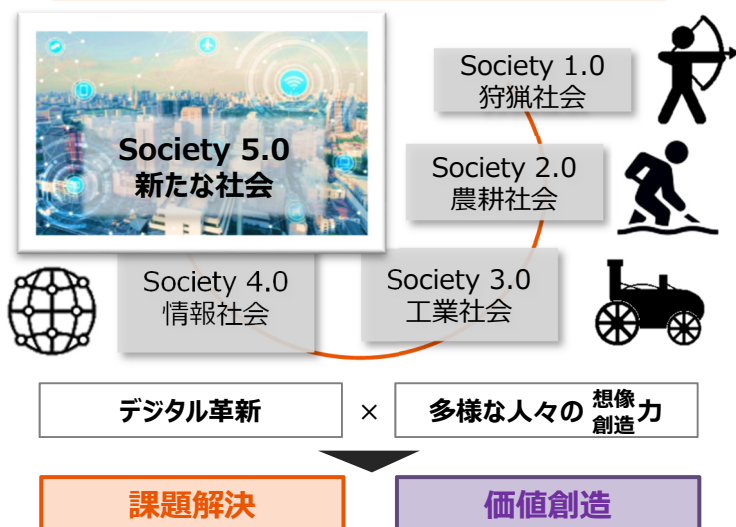 Society 1.0
狩猟社会
Society 2.0
農耕社会
Society 3.0
工業社会
Society 4.0
情報社会
Society 5.0
新たな社会
デジタル革新 × 多様な人々の 想像 創造 力
課題解決
価値創造